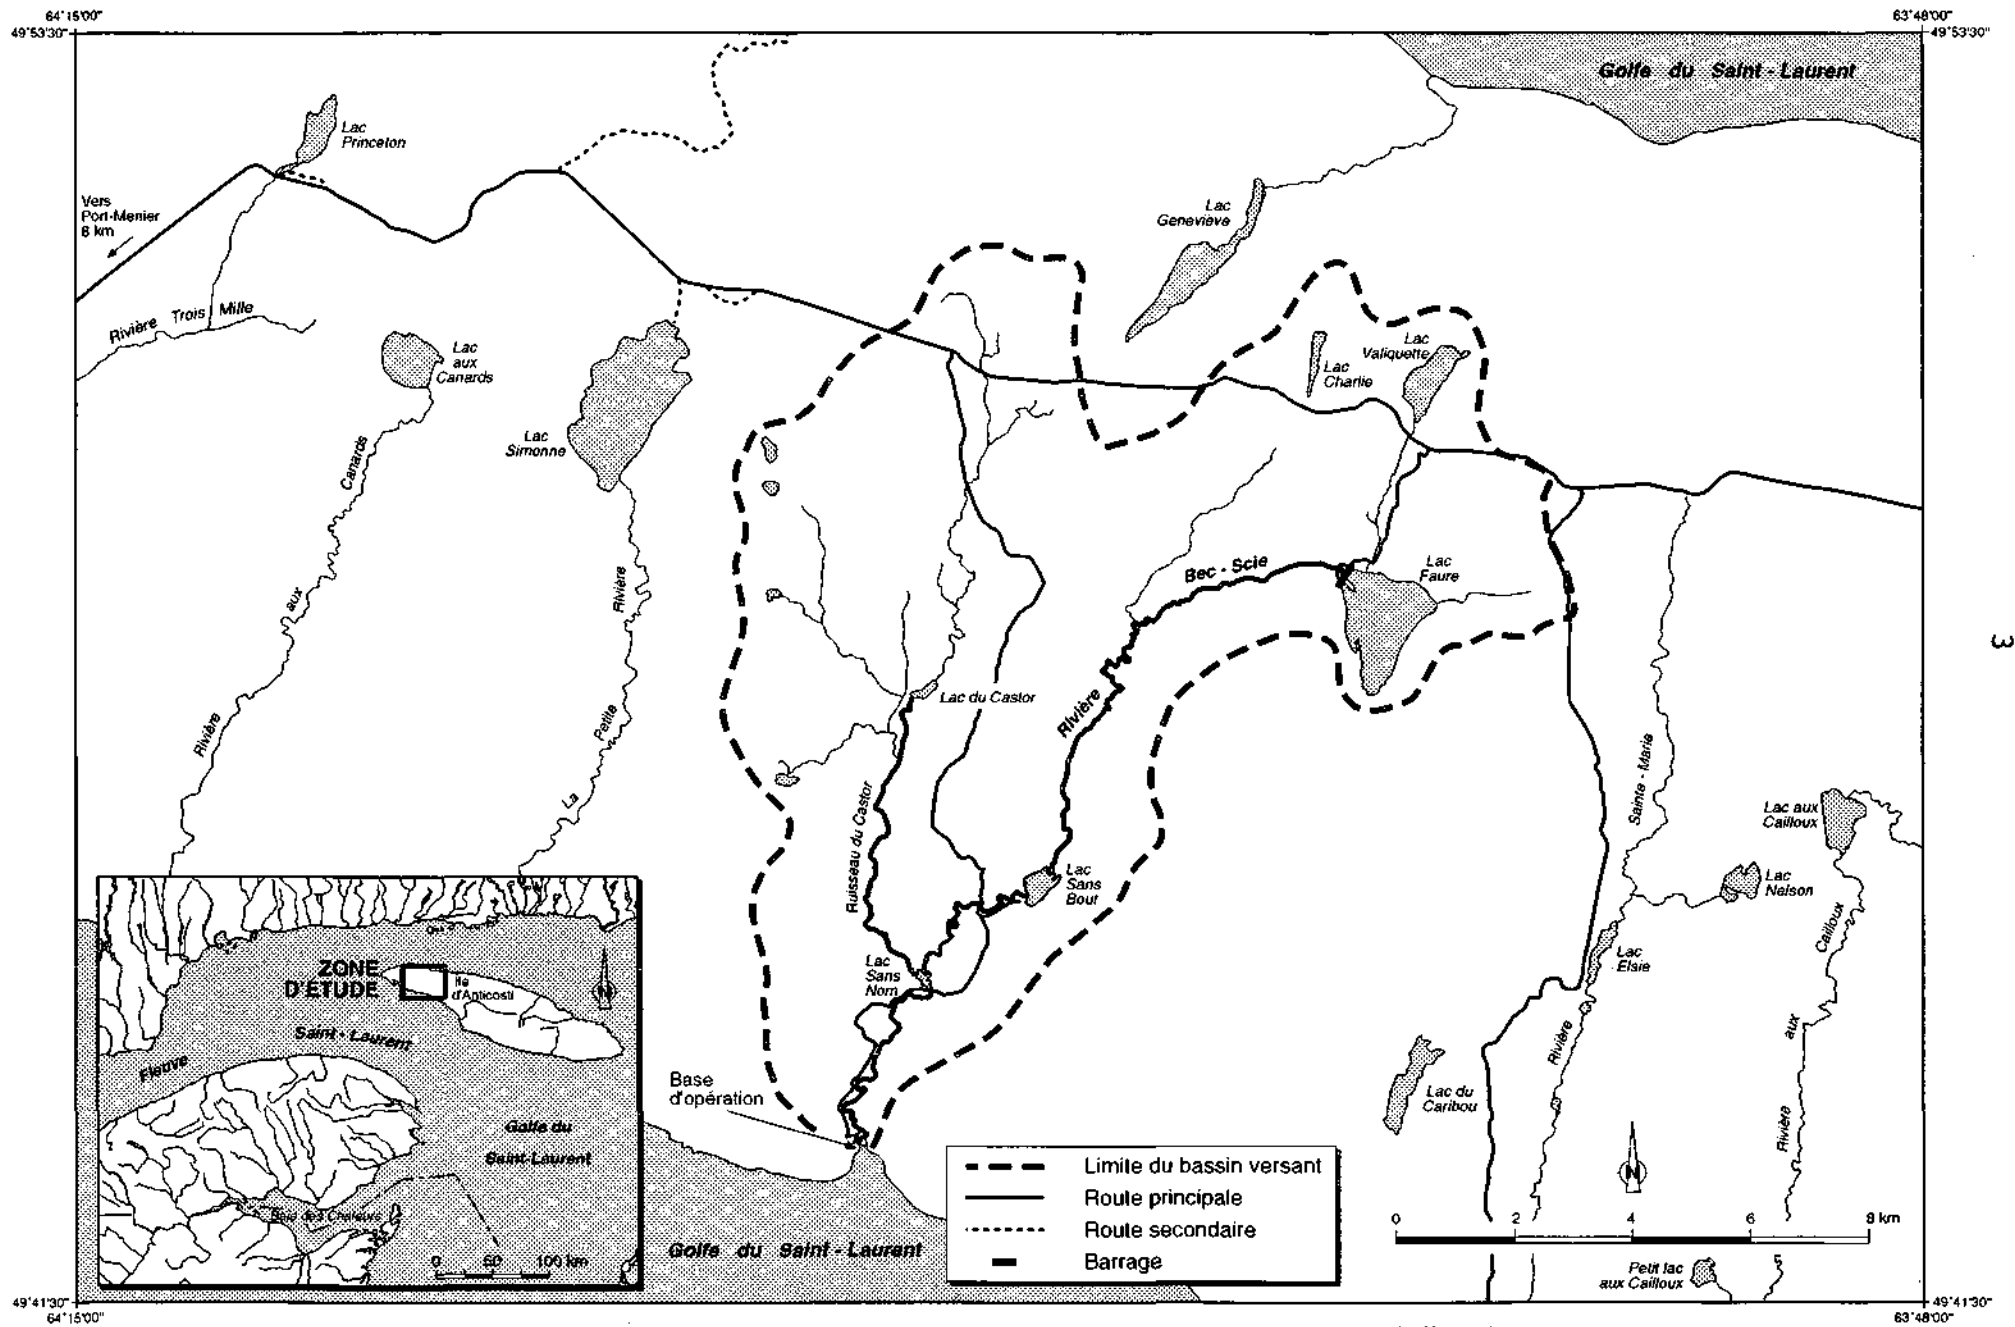 64°15'00"
63°48'00"
49°53'30"
49°53'30"
Golfe du Saint - Laurent
Lac
Princeton
Vers
Port-Menier
8 km
Lac
Geneviève
Rivière Trois Mille
Lac
aux
Canards
Lac
Simonne
Lac
Charlie
Lac
Valiquette
Rivière aux Canards
La Petite Rivière
Rivière Bec - Scie
Lac
Faure
3
Lac du Castor
Ruisseau du Castor
Rivière Sainte - Marie
Lac aux
Cailloux
Lac
Sans
Bout
Lac
Nelson
Rivière aux Cailloux
Lac
Elsie
Lac
Sans
Nom
Lac du
Caribou
Base
d'opération
ZONE
D'ÉTUDE
Ile
d'Anticosti
N
Fleuve Saint - Laurent
Golfe du
Saint-Laurent
Baie des Chaleurs
0 50 100 km
Golfe du Saint - Laurent
Limite du bassin versant
Route principale
Route secondaire
Barrage
N
0 2 4 6 8 km
Petit lac
aux Cailloux
49°41'30"
49°41'30"
64°15'00"
63°48'00"